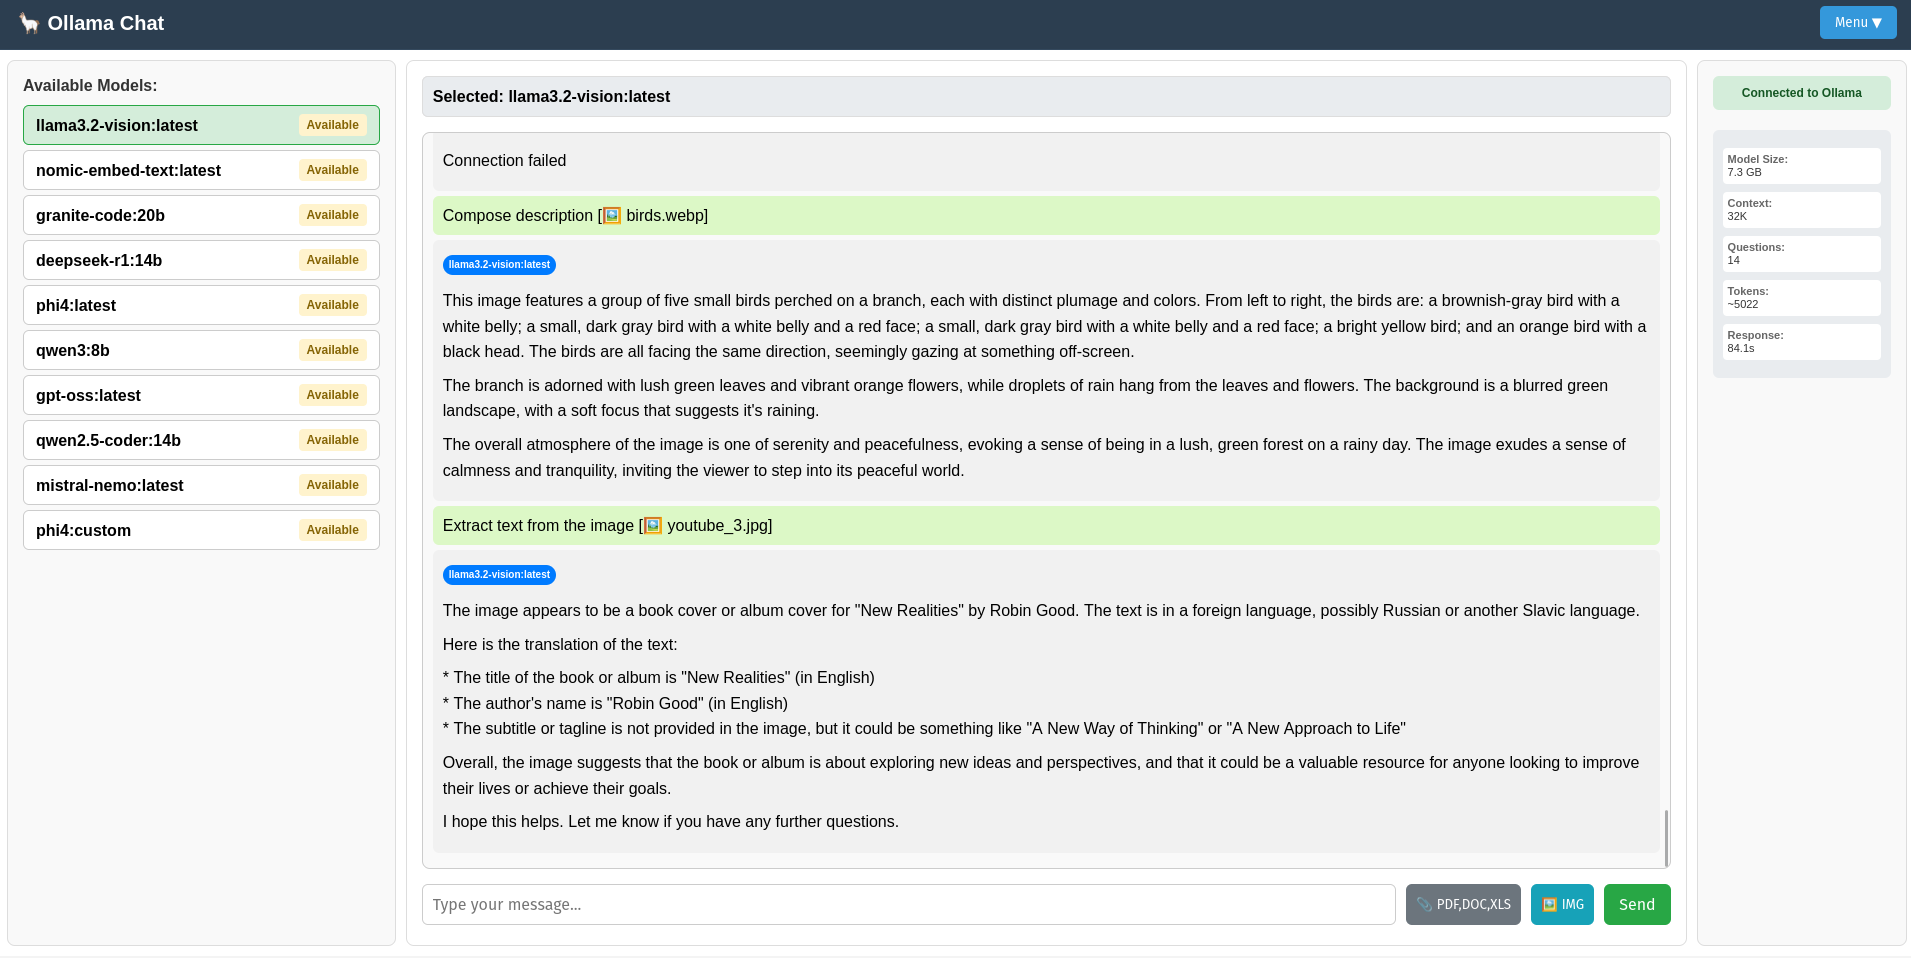 🦙 Ollama Chat
Menu ▼
Available Models:
llama3.2-vision:latest Available
nomic-embed-text:latest Available
granite-code:20b Available
deepseek-r1:14b Available
phi4:latest Available
qwen3:8b Available
gpt-oss:latest Available
qwen2.5-coder:14b Available
mistral-nemo:latest Available
phi4:custom Available
Selected: llama3.2-vision:latest
Connection failed
Compose description [🖼️ birds.webp]
llama3.2-vision:latest
This image features a group of five small birds perched on a branch, each with distinct plumage and colors. From left to right, the birds are: a brownish-gray bird with a
white belly; a small, dark gray bird with a white belly and a red face; a small, dark gray bird with a white belly and a red face; a bright yellow bird; and an orange bird with a
black head. The birds are all facing the same direction, seemingly gazing at something off-screen.
The branch is adorned with lush green leaves and vibrant orange flowers, while droplets of rain hang from the leaves and flowers. The background is a blurred green
landscape, with a soft focus that suggests it's raining.
The overall atmosphere of the image is one of serenity and peacefulness, evoking a sense of being in a lush, green forest on a rainy day. The image exudes a sense of
calmness and tranquility, inviting the viewer to step into its peaceful world.
Extract text from the image [🖼️ youtube_3.jpg]
llama3.2-vision:latest
The image appears to be a book cover or album cover for "New Realities" by Robin Good. The text is in a foreign language, possibly Russian or another Slavic language.
Here is the translation of the text:
* The title of the book or album is "New Realities" (in English)
* The author's name is "Robin Good" (in English)
* The subtitle or tagline is not provided in the image, but it could be something like "A New Way of Thinking" or "A New Approach to Life"
Overall, the image suggests that the book or album is about exploring new ideas and perspectives, and that it could be a valuable resource for anyone looking to improve
their lives or achieve their goals.
I hope this helps. Let me know if you have any further questions.
Type your message...
📎 PDF,DOC,XLS
🖼️ IMG
Send
Connected to Ollama
Model Size:
7.3 GB
Context:
32K
Questions:
14
Tokens:
~5022
Response:
84.1s